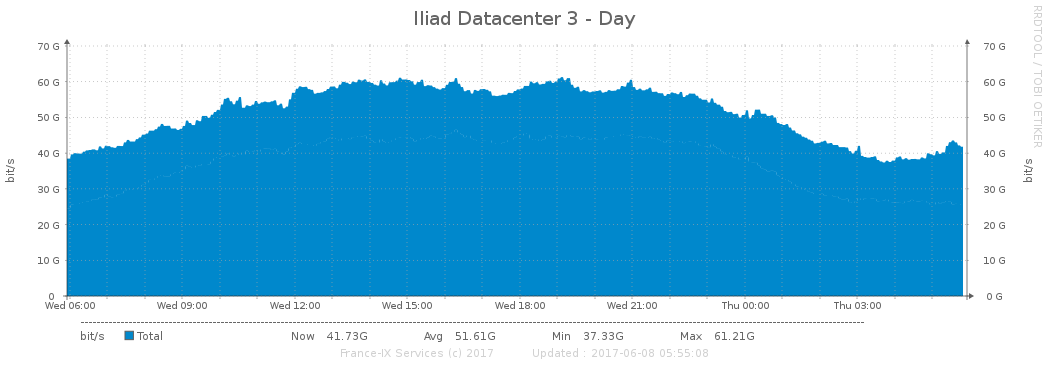 Iliad Datacenter 3 - Day
RRDTOOL / TOBI OETIKER
70 G 70 G
60 G 60 G
50 G 50 G
40 G 40 G
30 G 30 G
20 G 20 G
10 G 10 G
0 0 G
bit/s bit/s
Wed 06:00 Wed 09:00 Wed 12:00 Wed 15:00 Wed 18:00 Wed 21:00 Thu 00:00 Thu 03:00
bit/s Total Now 41.73G Avg 51.61G Min 37.33G Max 61.21G
France-IX Services (c) 2017 Updated : 2017-06-08 05:55:08